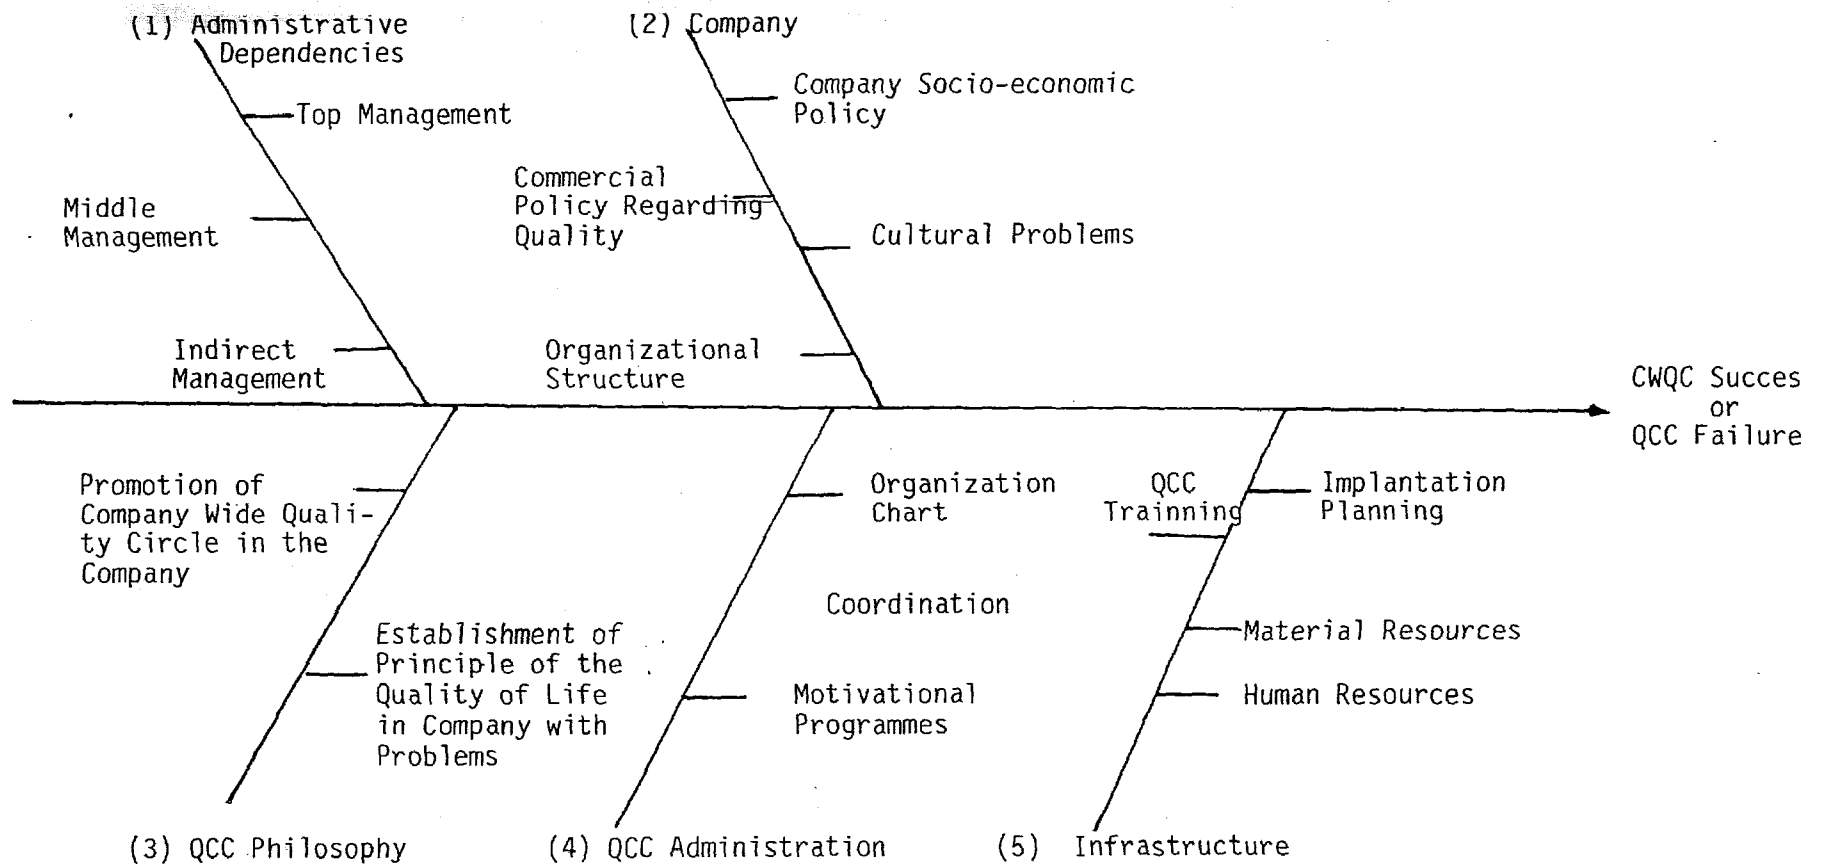 (1) Administrative
Dependencies
Top Management
Middle
Management
Indirect
Management
(2) Company
Company Socio-economic
Policy
Commercial
Policy Regarding
Quality
Cultural Problems
Organizational
Structure
CWQC Succes
or
QCC Failure
Promotion of
Company Wide Quali-
ty Circle in the
Company
Establishment of
Principle of the
Quality of Life
in Company with
Problems
(3) QCC Philosophy
Organization
Chart
Coordination
Motivational
Programmes
(4) QCC Administration
QCC
Trainning
Implantation
Planning
Material Resources
Human Resources
(5) Infrastructure